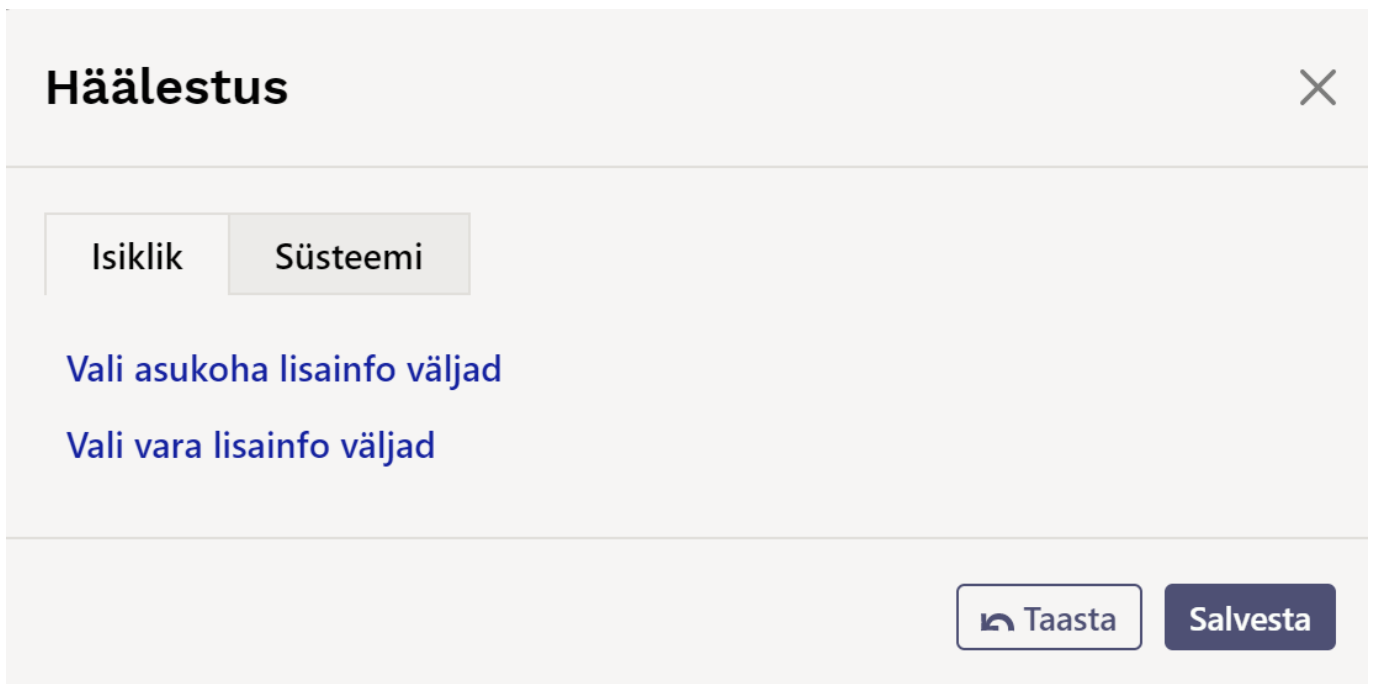 Häälestus
Isiklik Süsteemi
Vali asukoha lisainfo väljad
Vali vara lisainfo väljad
Taasta Salvesta